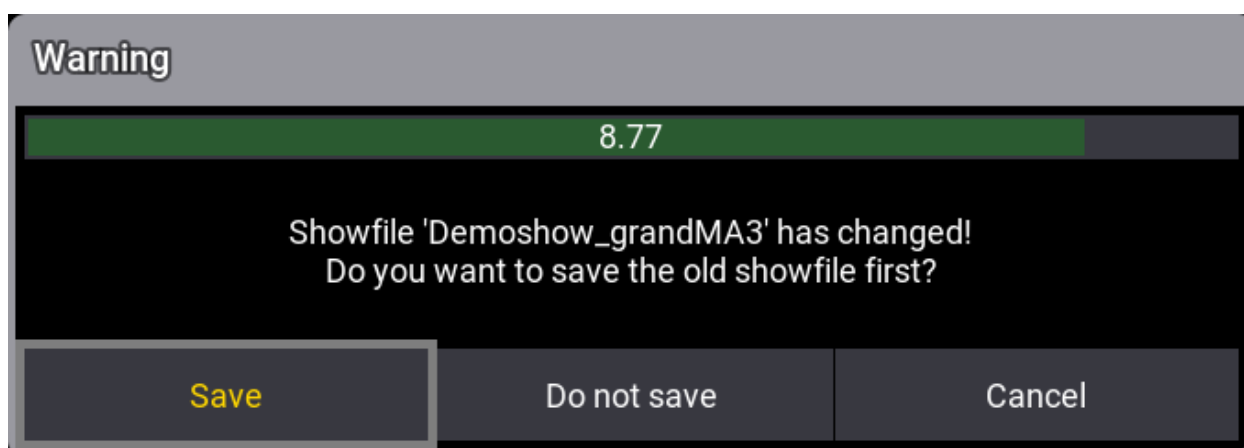 Warning
8.77
Showfile 'Demoshow_grandMA3' has changed!
Do you want to save the old showfile first?
Save
Do not save
Cancel